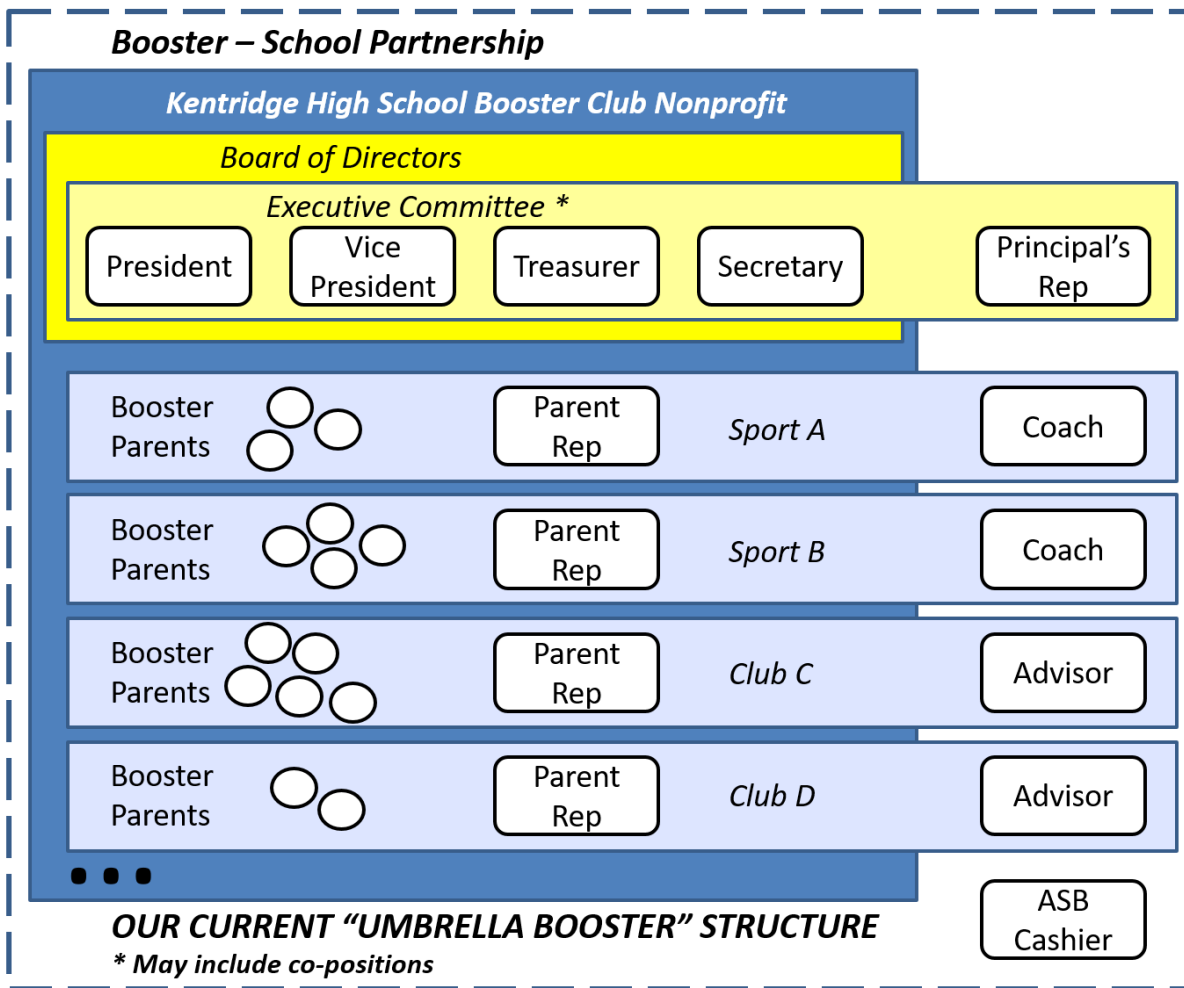 Booster – School Partnership
Kentridge High School Booster Club Nonprofit
Board of Directors
Executive Committee *
President
Vice
President
Treasurer
Secretary
Principal’s
Rep
Booster
Parents
Parent
Rep
Sport A
Coach
Booster
Parents
Parent
Rep
Sport B
Coach
Booster
Parents
Parent
Rep
Club C
Advisor
Booster
Parents
Parent
Rep
Club D
Advisor
...
ASB
Cashier
OUR CURRENT “UMBRELLA BOOSTER” STRUCTURE
* May include co-positions